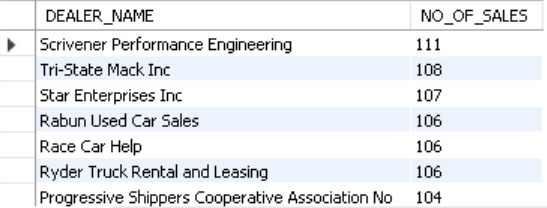 DEALER_NAME NO_OF_SALES
Scrivener Performance Engineering 111
Tri-State Mack Inc 108
Star Enterprises Inc 107
Rabun Used Car Sales 106
Race Car Help 106
Ryder Truck Rental and Leasing 106
Progressive Shippers Cooperative Association No 104